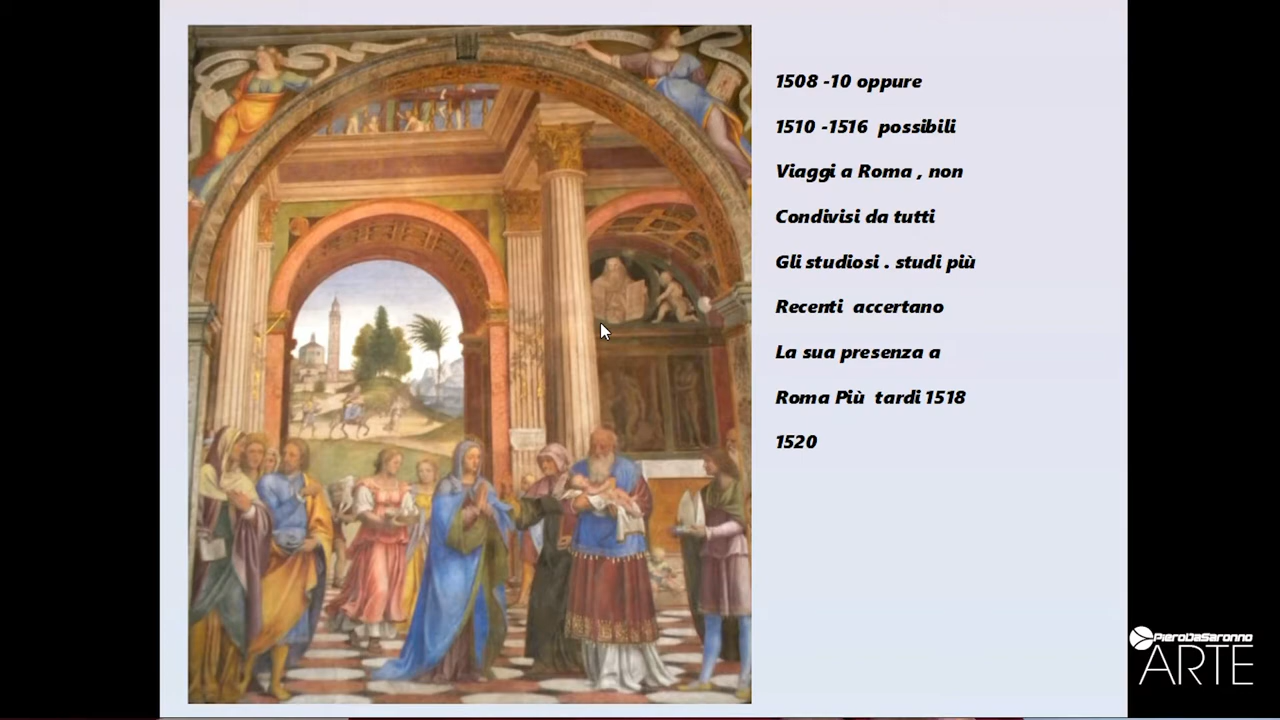 1508 -10 oppure
1510 -1516 possibili
Viaggi a Roma , non
Condivisi da tutti
Gli studiosi . studi più
Recenti accertano
La sua presenza a
Roma Più tardi 1518
1520
PieroDaSaronno
ARTE